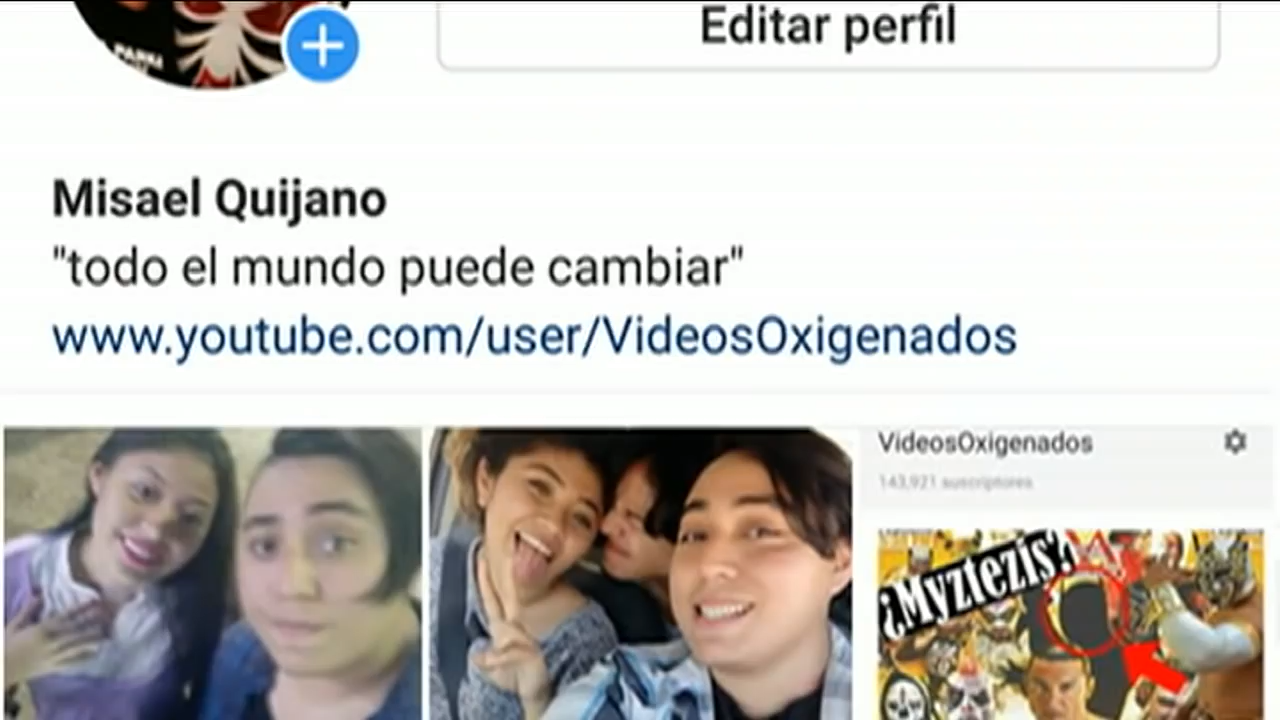 PANKI
Editar perfil
Misael Quijano
"todo el mundo puede cambiar"
www.youtube.com/user/VideosOxigenados
VideosOxigenados
143,921 suscriptores
¿Myztezis?